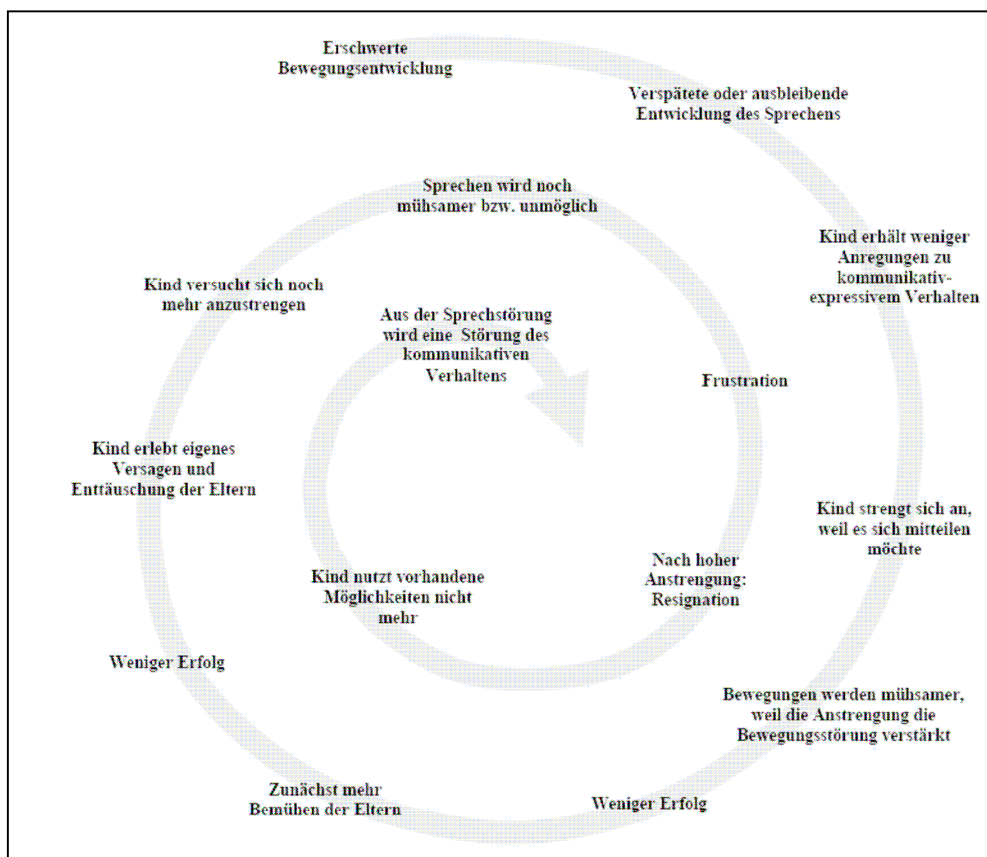 Erschwerte
Bewegungsentwicklung
Verspätete oder ausbleibende
Entwicklung des Sprechens
Kind erhält weniger
Anregungen zu
kommunikativ-
expressivem Verhalten
Kind strengt sich an,
weil es sich mitteilen
möchte
Bewegungen werden mühsamer,
weil die Anstrengung die
Bewegungsstörung verstärkt
Weniger Erfolg
Zunächst mehr
Bemühen der Eltern
Weniger Erfolg
Kind erlebt eigenes
Versagen und
Enttäuschung der Eltern
Kind versucht sich noch
mehr anzustrengen
Sprechen wird noch
mühsamer bzw. unmöglich
Frustration
Nach hoher
Anstrengung:
Resignation
Kind nutzt vorhandene
Möglichkeiten nicht
mehr
Aus der Sprechstörung
wird eine Störung des
kommunikativen
Verhaltens